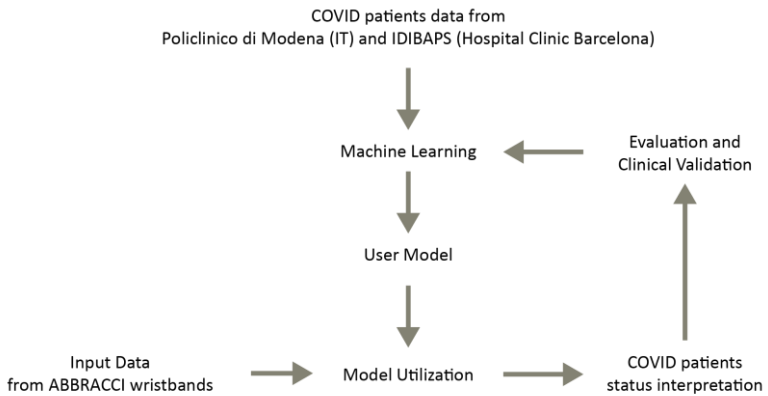 COVID patients data from
Policlinico di Modena (IT) and IDIBAPS (Hospital Clinic Barcelona)
Machine Learning
Evaluation and
Clinical Validation
User Model
Input Data
from ABBRACCI wristbands
Model Utilization
COVID patients
status interpretation